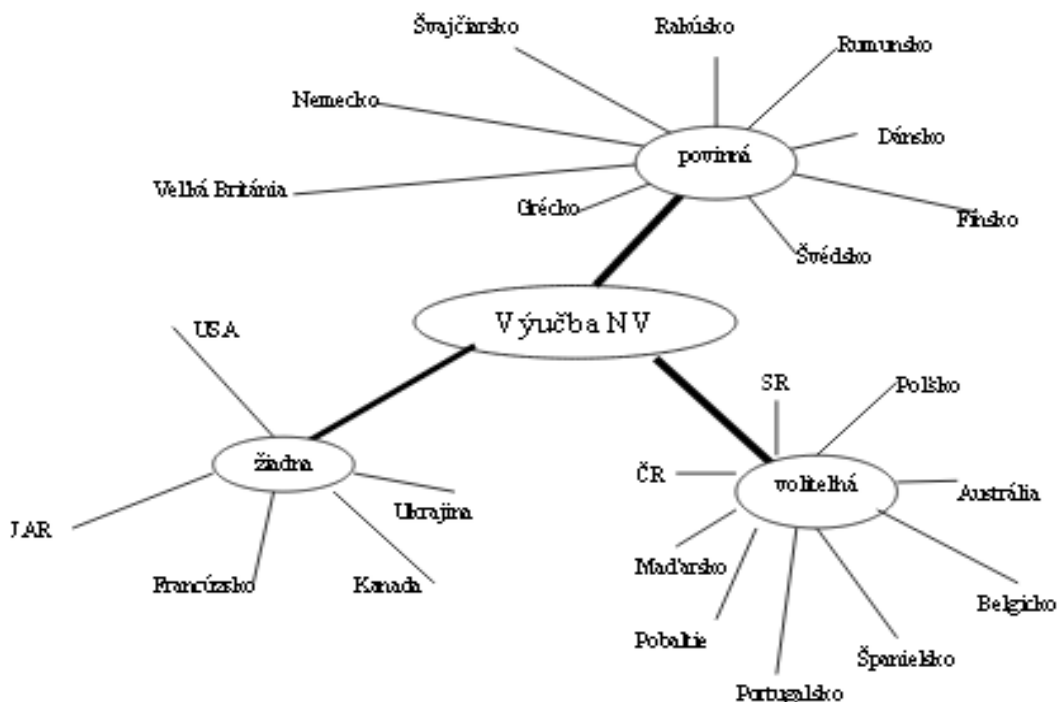 Švajčiarsko
Rakúsko
Rumunsko
Nemecko
Dánsko
povinná
Veľká Británia
Grécko
Fínsko
Švédsko
Výučba NV
USA
SR
Poľsko
žiadna
ČR
voliteľná
Austrália
Ukrajina
JAR
Maďarsko
Francúzsko
Kanada
Belgicko
Pobaltie
Španielsko
Portugalsko